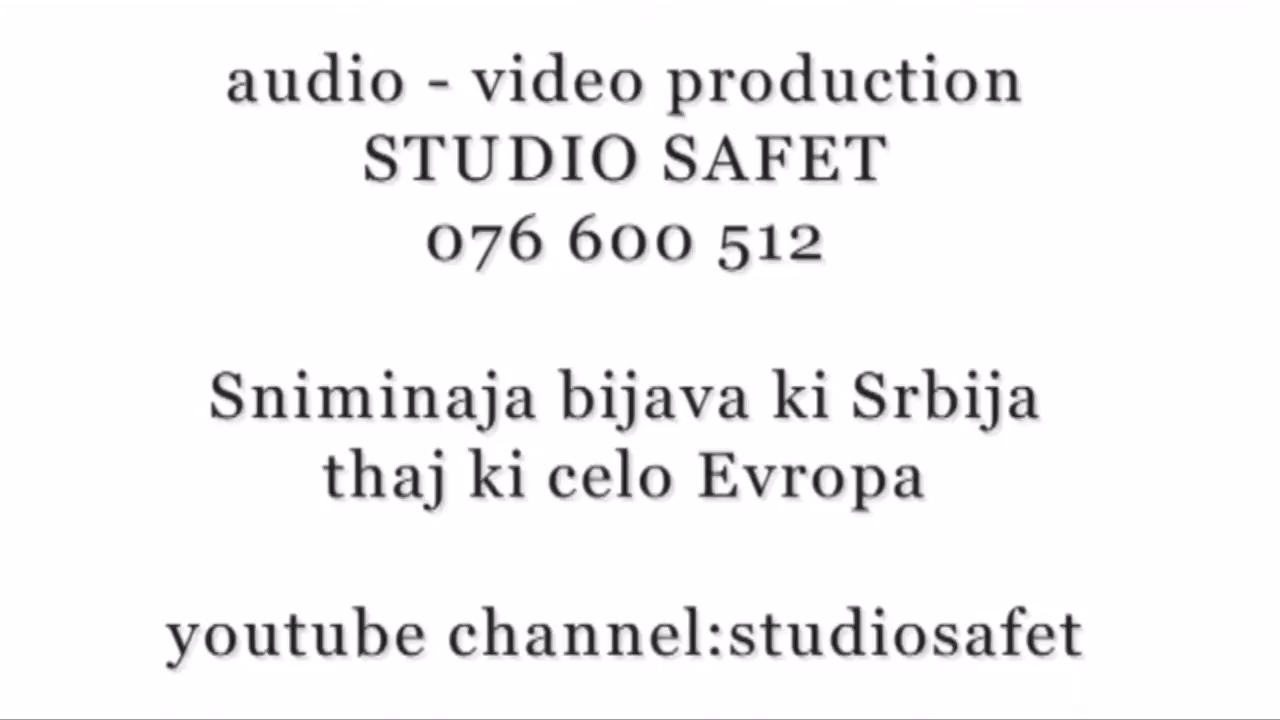 audio - video production
STUDIO SAFET
076 600 512
Sniminaja bijava ki Srbija
thaj ki celo Evropa
youtube channel:studiosafet